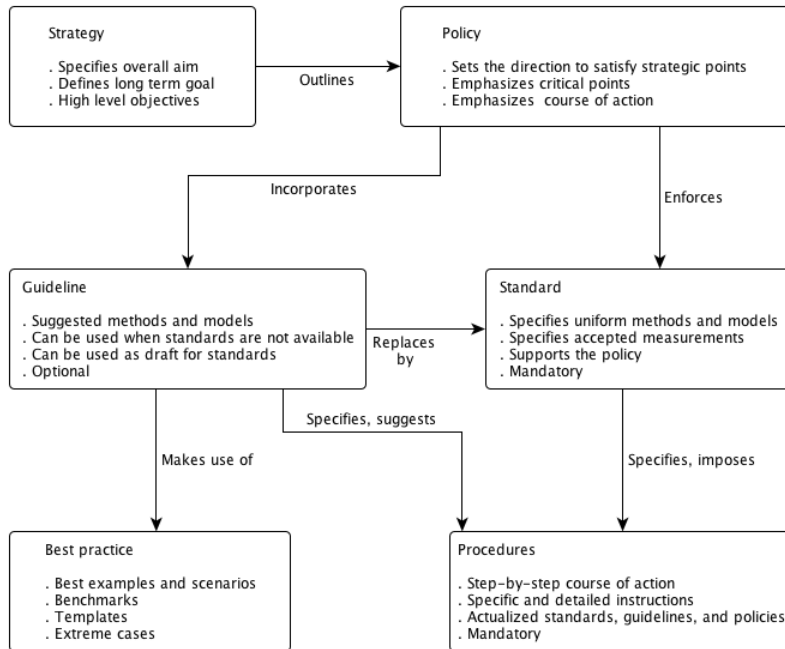 Strategy
. Specifies overall aim
. Defines long term goal
. High level objectives
Outlines
Policy
. Sets the direction to satisfy strategic points
. Emphasizes critical points
. Emphasizes course of action
Incorporates
Enforces
Guideline
. Suggested methods and models
. Can be used when standards are not available
. Can be used as draft for standards
. Optional
Replaces
by
Standard
. Specifies uniform methods and models
. Specifies accepted measurements
. Supports the policy
. Mandatory
Makes use of
Specifies, suggests
Specifies, imposes
Best practice
. Best examples and scenarios
. Benchmarks
. Templates
. Extreme cases
Procedures
. Step-by-step course of action
. Specific and detailed instructions
. Actualized standards, guidelines, and policies
. Mandatory